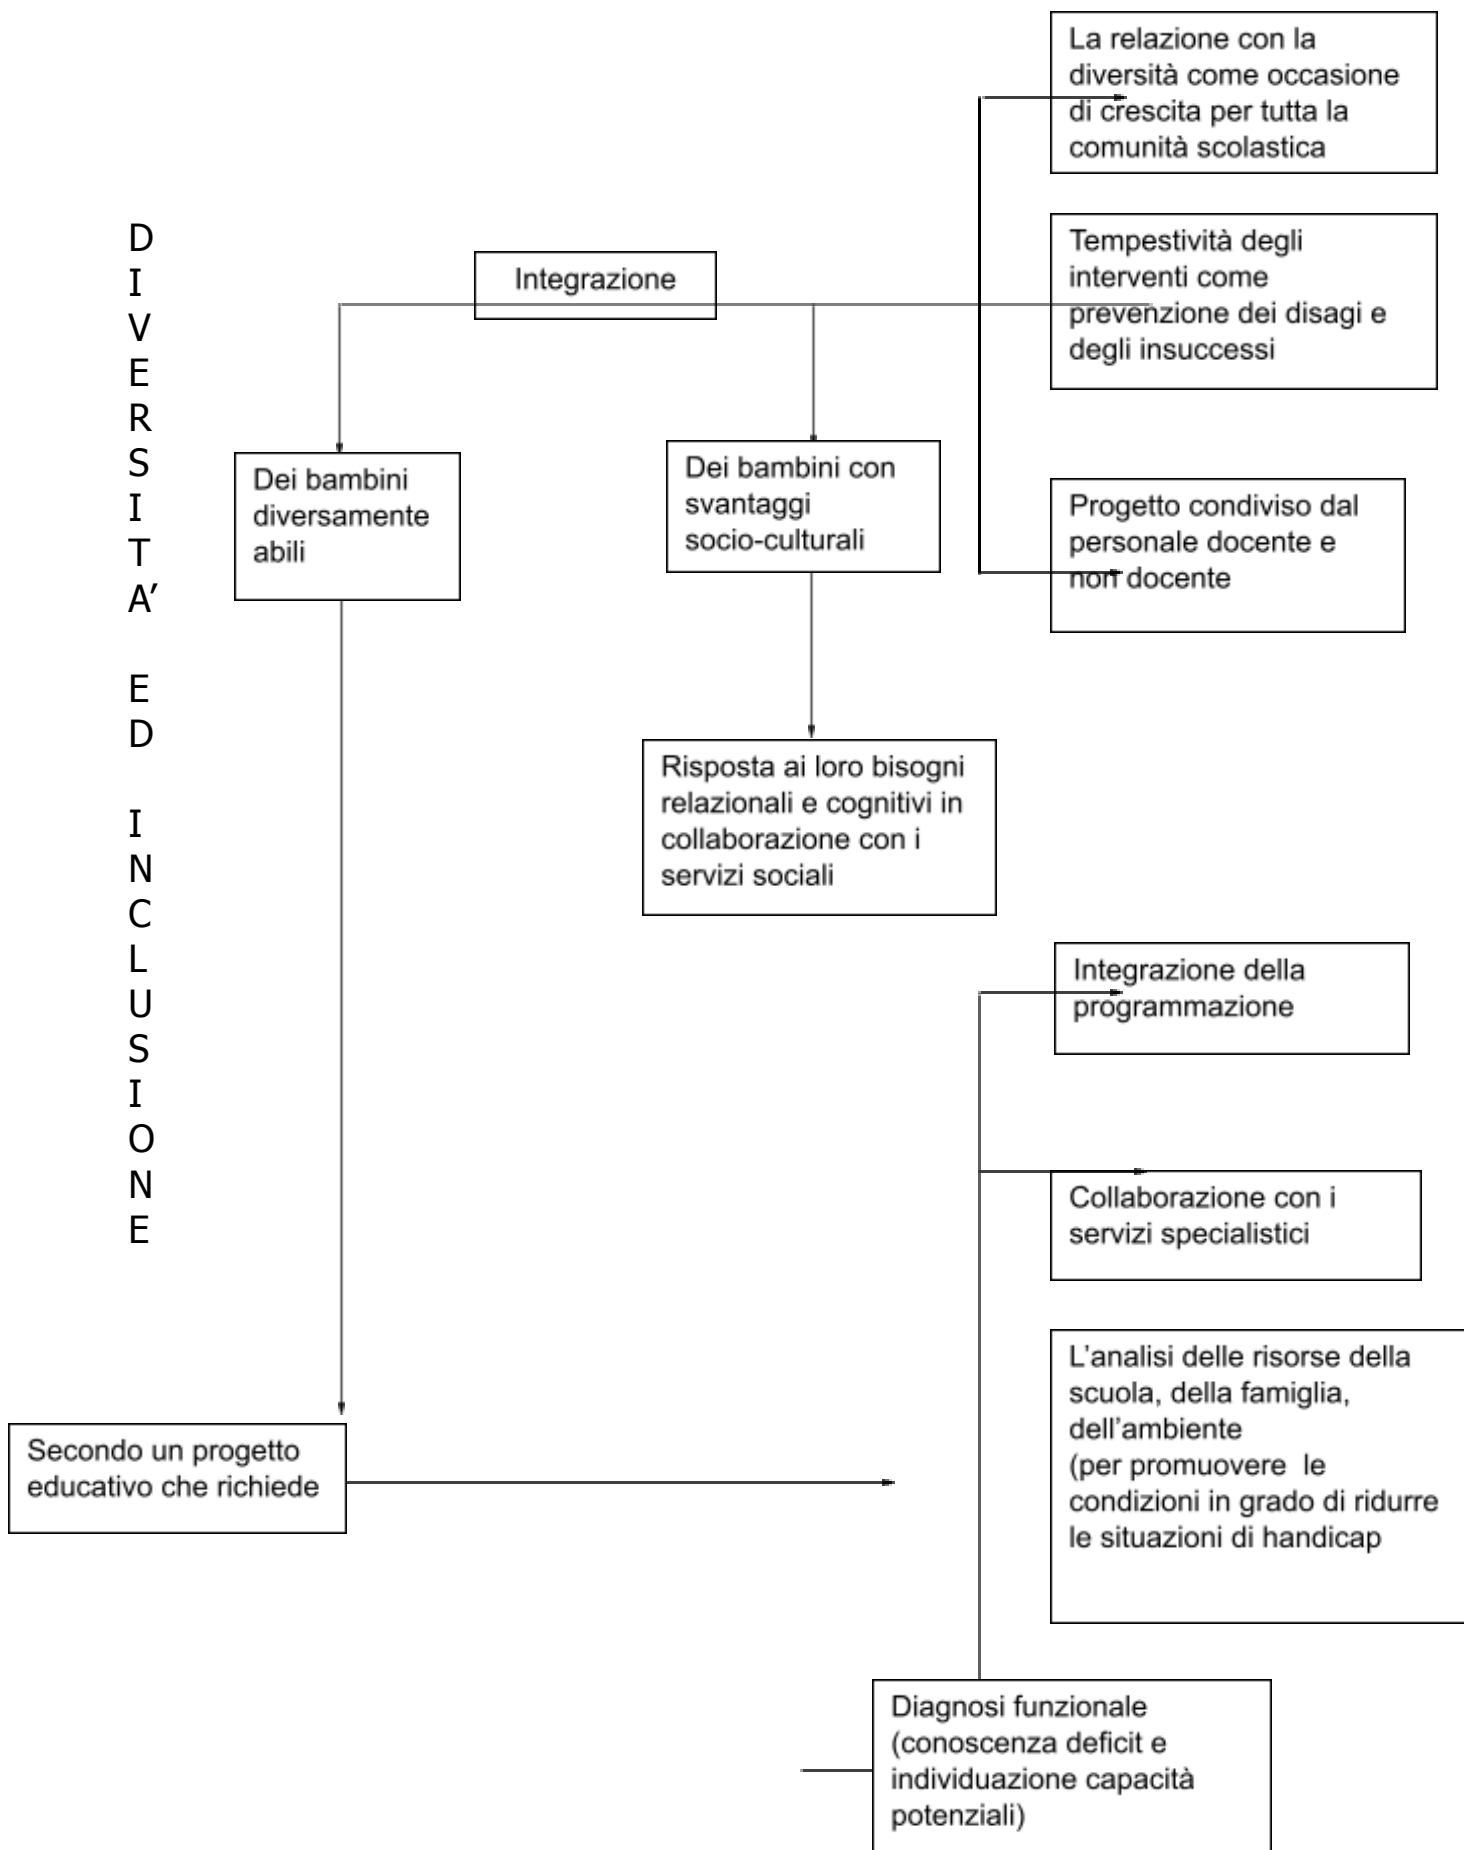 DIVERSITA’ ED INCLUSIONE
La relazione con la
diversità come occasione
di crescita per tutta la
comunità scolastica
Integrazione
Tempestività degli
interventi come
prevenzione dei disagi e
degli insuccessi
Dei bambini
diversamente
abili
Dei bambini con
svantaggi
socio-culturali
Progetto condiviso dal
personale docente e
non docente
Risposta ai loro bisogni
relazionali e cognitivi in
collaborazione con i
servizi sociali
Integrazione della
programmazione
Collaborazione con i
servizi specialistici
L’analisi delle risorse della
scuola, della famiglia,
dell’ambiente
(per promuovere le
condizioni in grado di ridurre
le situazioni di handicap
Secondo un progetto
educativo che richiede
Diagnosi funzionale
(conoscenza deficit e
individuazione capacità
potenziali)